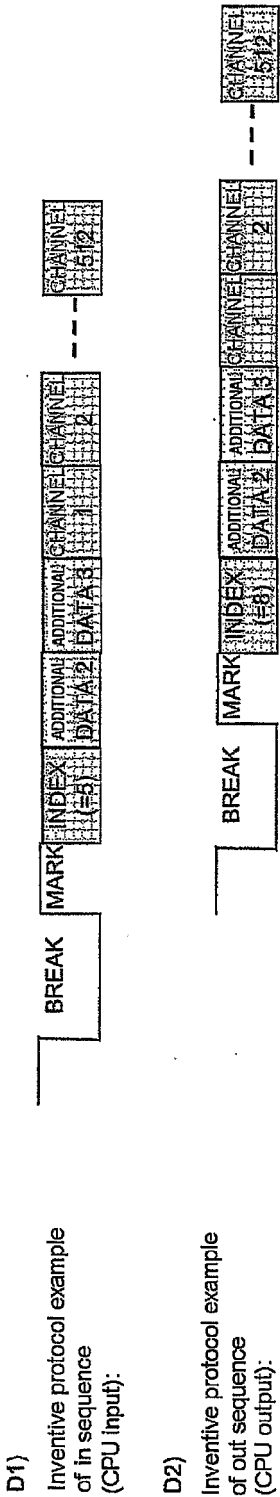 D1)
Inventive protocol example
of in sequence
(CPU input):
BREAK
MARK
INDEX
(=5)
ADDITIONAL
DATA 2
ADDITIONAL
DATA 3
CHANNEL
1
CHANNEL
2
CHANNEL
512
D2)
Inventive protocol example
of out sequence
(CPU output):
BREAK
MARK
INDEX
(=8)
ADDITIONAL
DATA 2
ADDITIONAL
DATA 3
CHANNEL
1
CHANNEL
2
CHANNEL
512